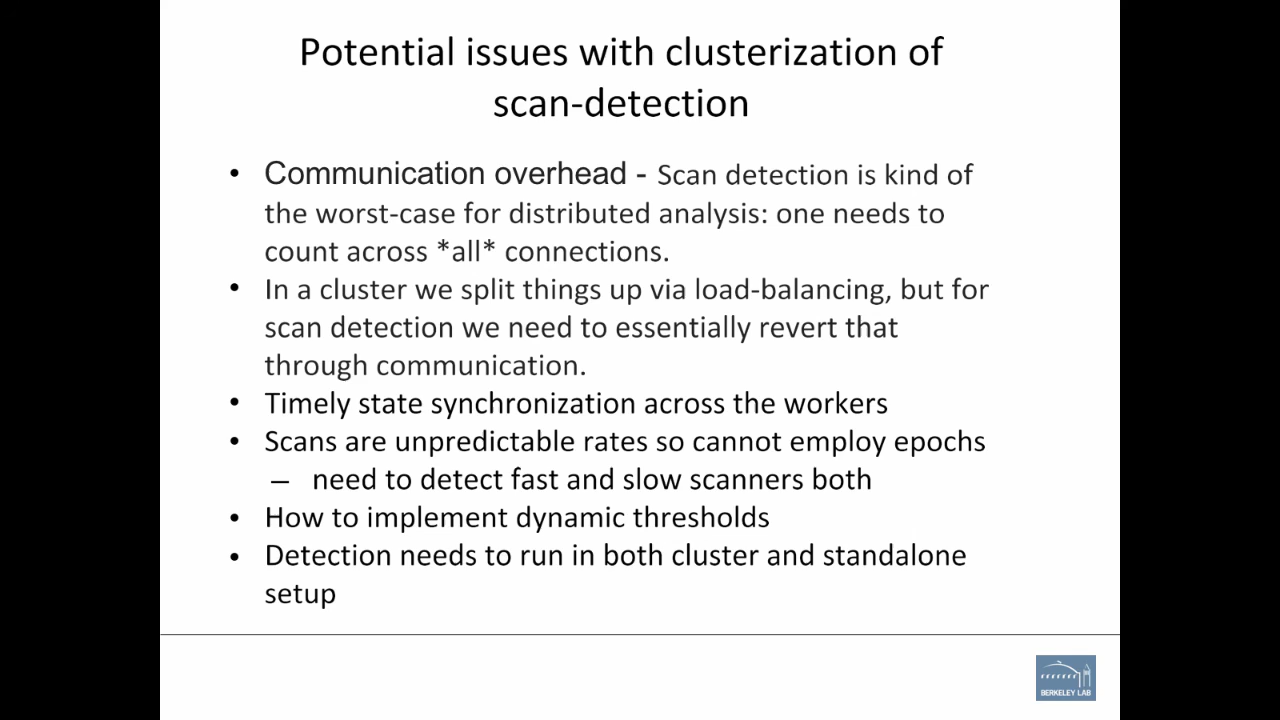 Potential issues with clusterization of
scan-detection
• Communication overhead - Scan detection is kind of
the worst-case for distributed analysis: one needs to
count across *all* connections.
• In a cluster we split things up via load-balancing, but for
scan detection we need to essentially revert that
through communication.
• Timely state synchronization across the workers
• Scans are unpredictable rates so cannot employ epochs
– need to detect fast and slow scanners both
• How to implement dynamic thresholds
• Detection needs to run in both cluster and standalone
setup
BERKELEY LAB